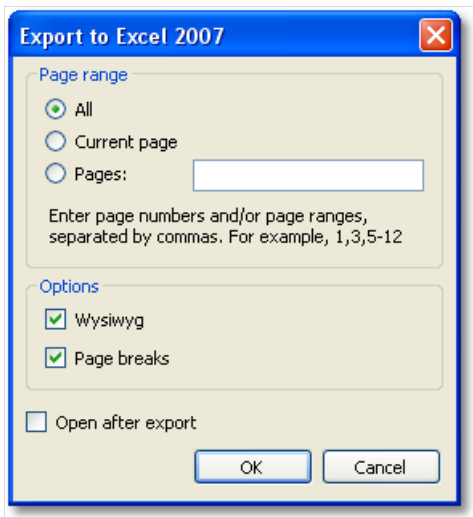 Export to Excel 2007
Page range
All
Current page
Pages:
Enter page numbers and/or page ranges,
separated by commas. For example, 1,3,5-12
Options
Wysiwyg
Page breaks
Open after export
OK Cancel